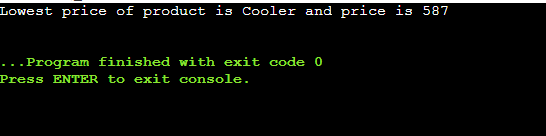 Lowest price of product is Cooler and price is 587
...Program finished with exit code 0
Press ENTER to exit console.